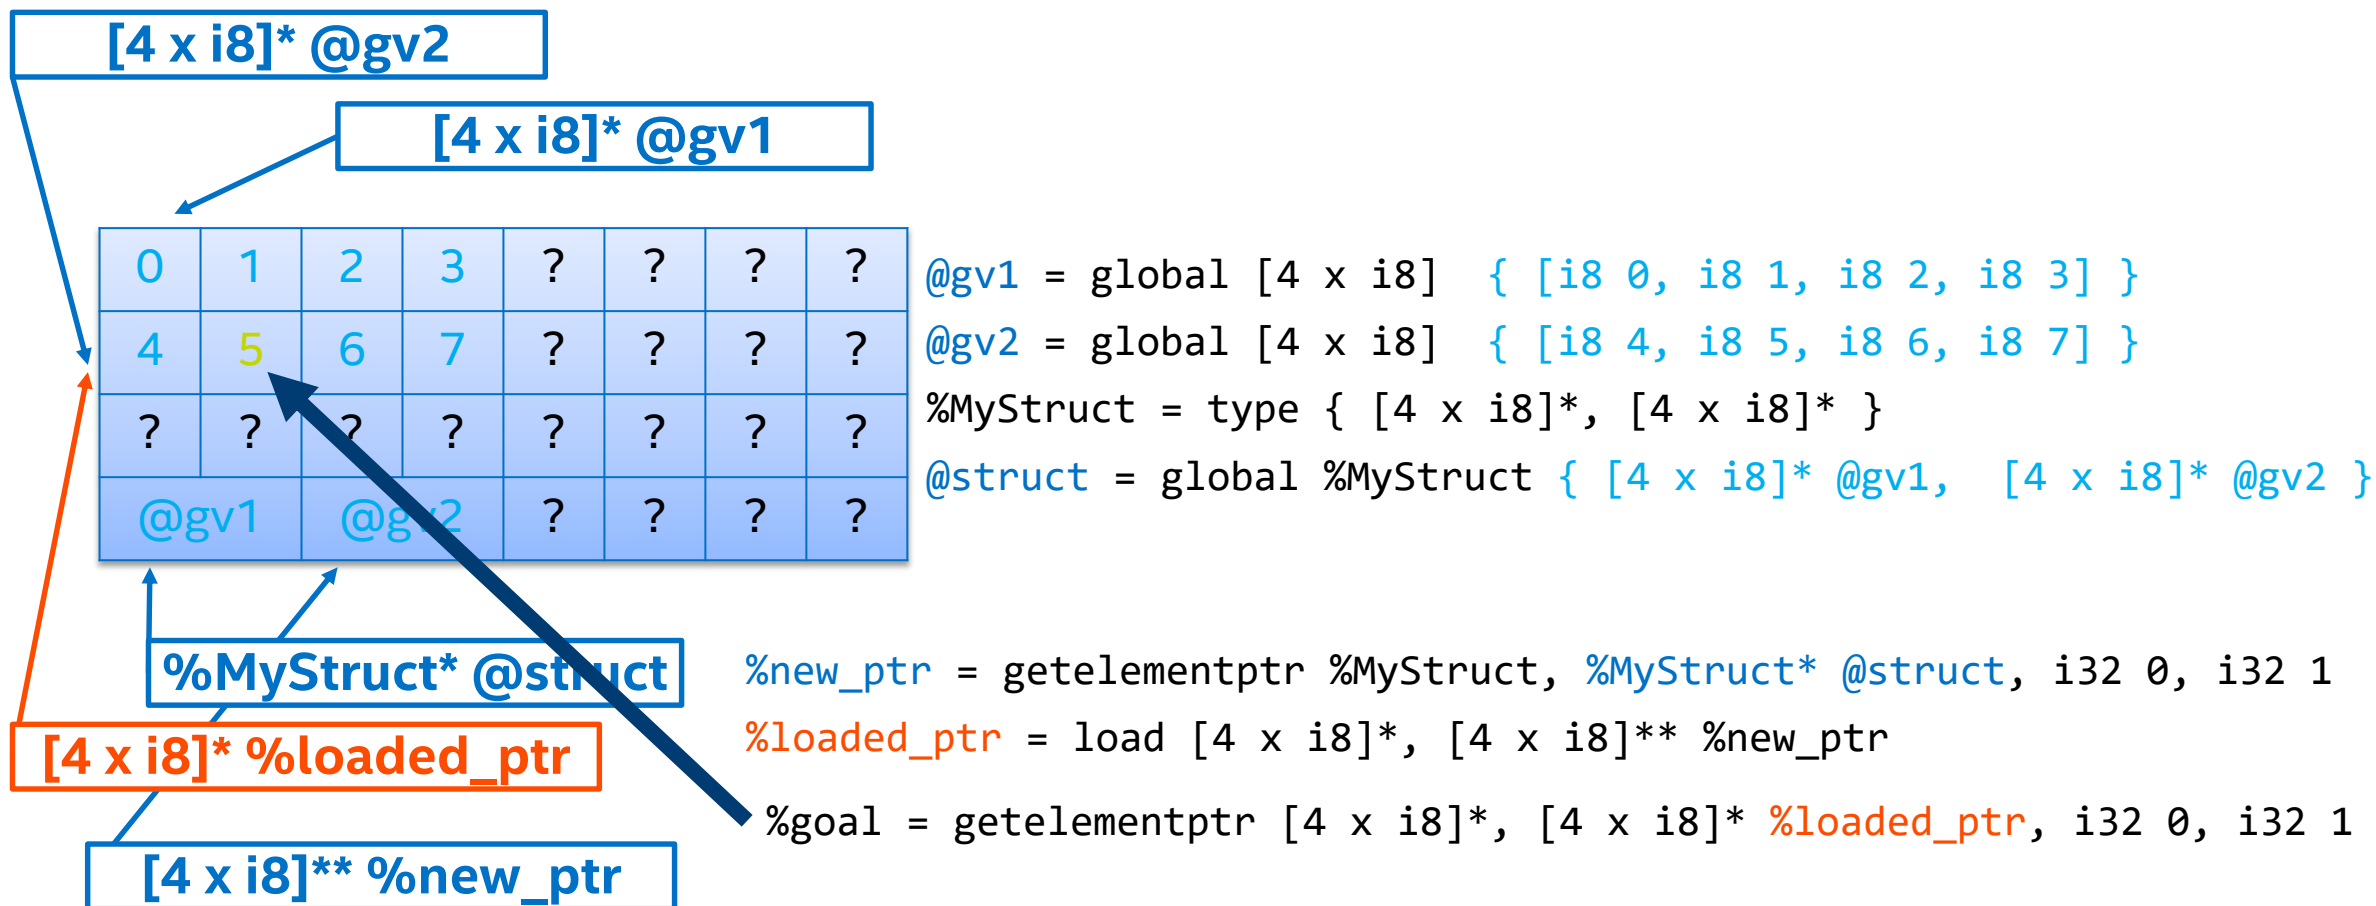 [4 x i8]* @gv2
[4 x i8]* @gv1
0 1 2 3 ? ? ? ?
4 5 6 7 ? ? ? ?
? ? ? ? ? ? ? ?
@gv1 @gv2 ? ? ? ?
@gv1 = global [4 x i8] { [i8 0, i8 1, i8 2, i8 3] }
@gv2 = global [4 x i8] { [i8 4, i8 5, i8 6, i8 7] }
%MyStruct = type { [4 x i8]*, [4 x i8]* }
@struct = global %MyStruct { [4 x i8]* @gv1, [4 x i8]* @gv2 }
%MyStruct* @struct
[4 x i8]* %loaded_ptr
[4 x i8]** %new_ptr
%new_ptr = getelementptr %MyStruct, %MyStruct* @struct, i32 0, i32 1
%loaded_ptr = load [4 x i8]*, [4 x i8]** %new_ptr
%goal = getelementptr [4 x i8]*, [4 x i8]* %loaded_ptr, i32 0, i32 1